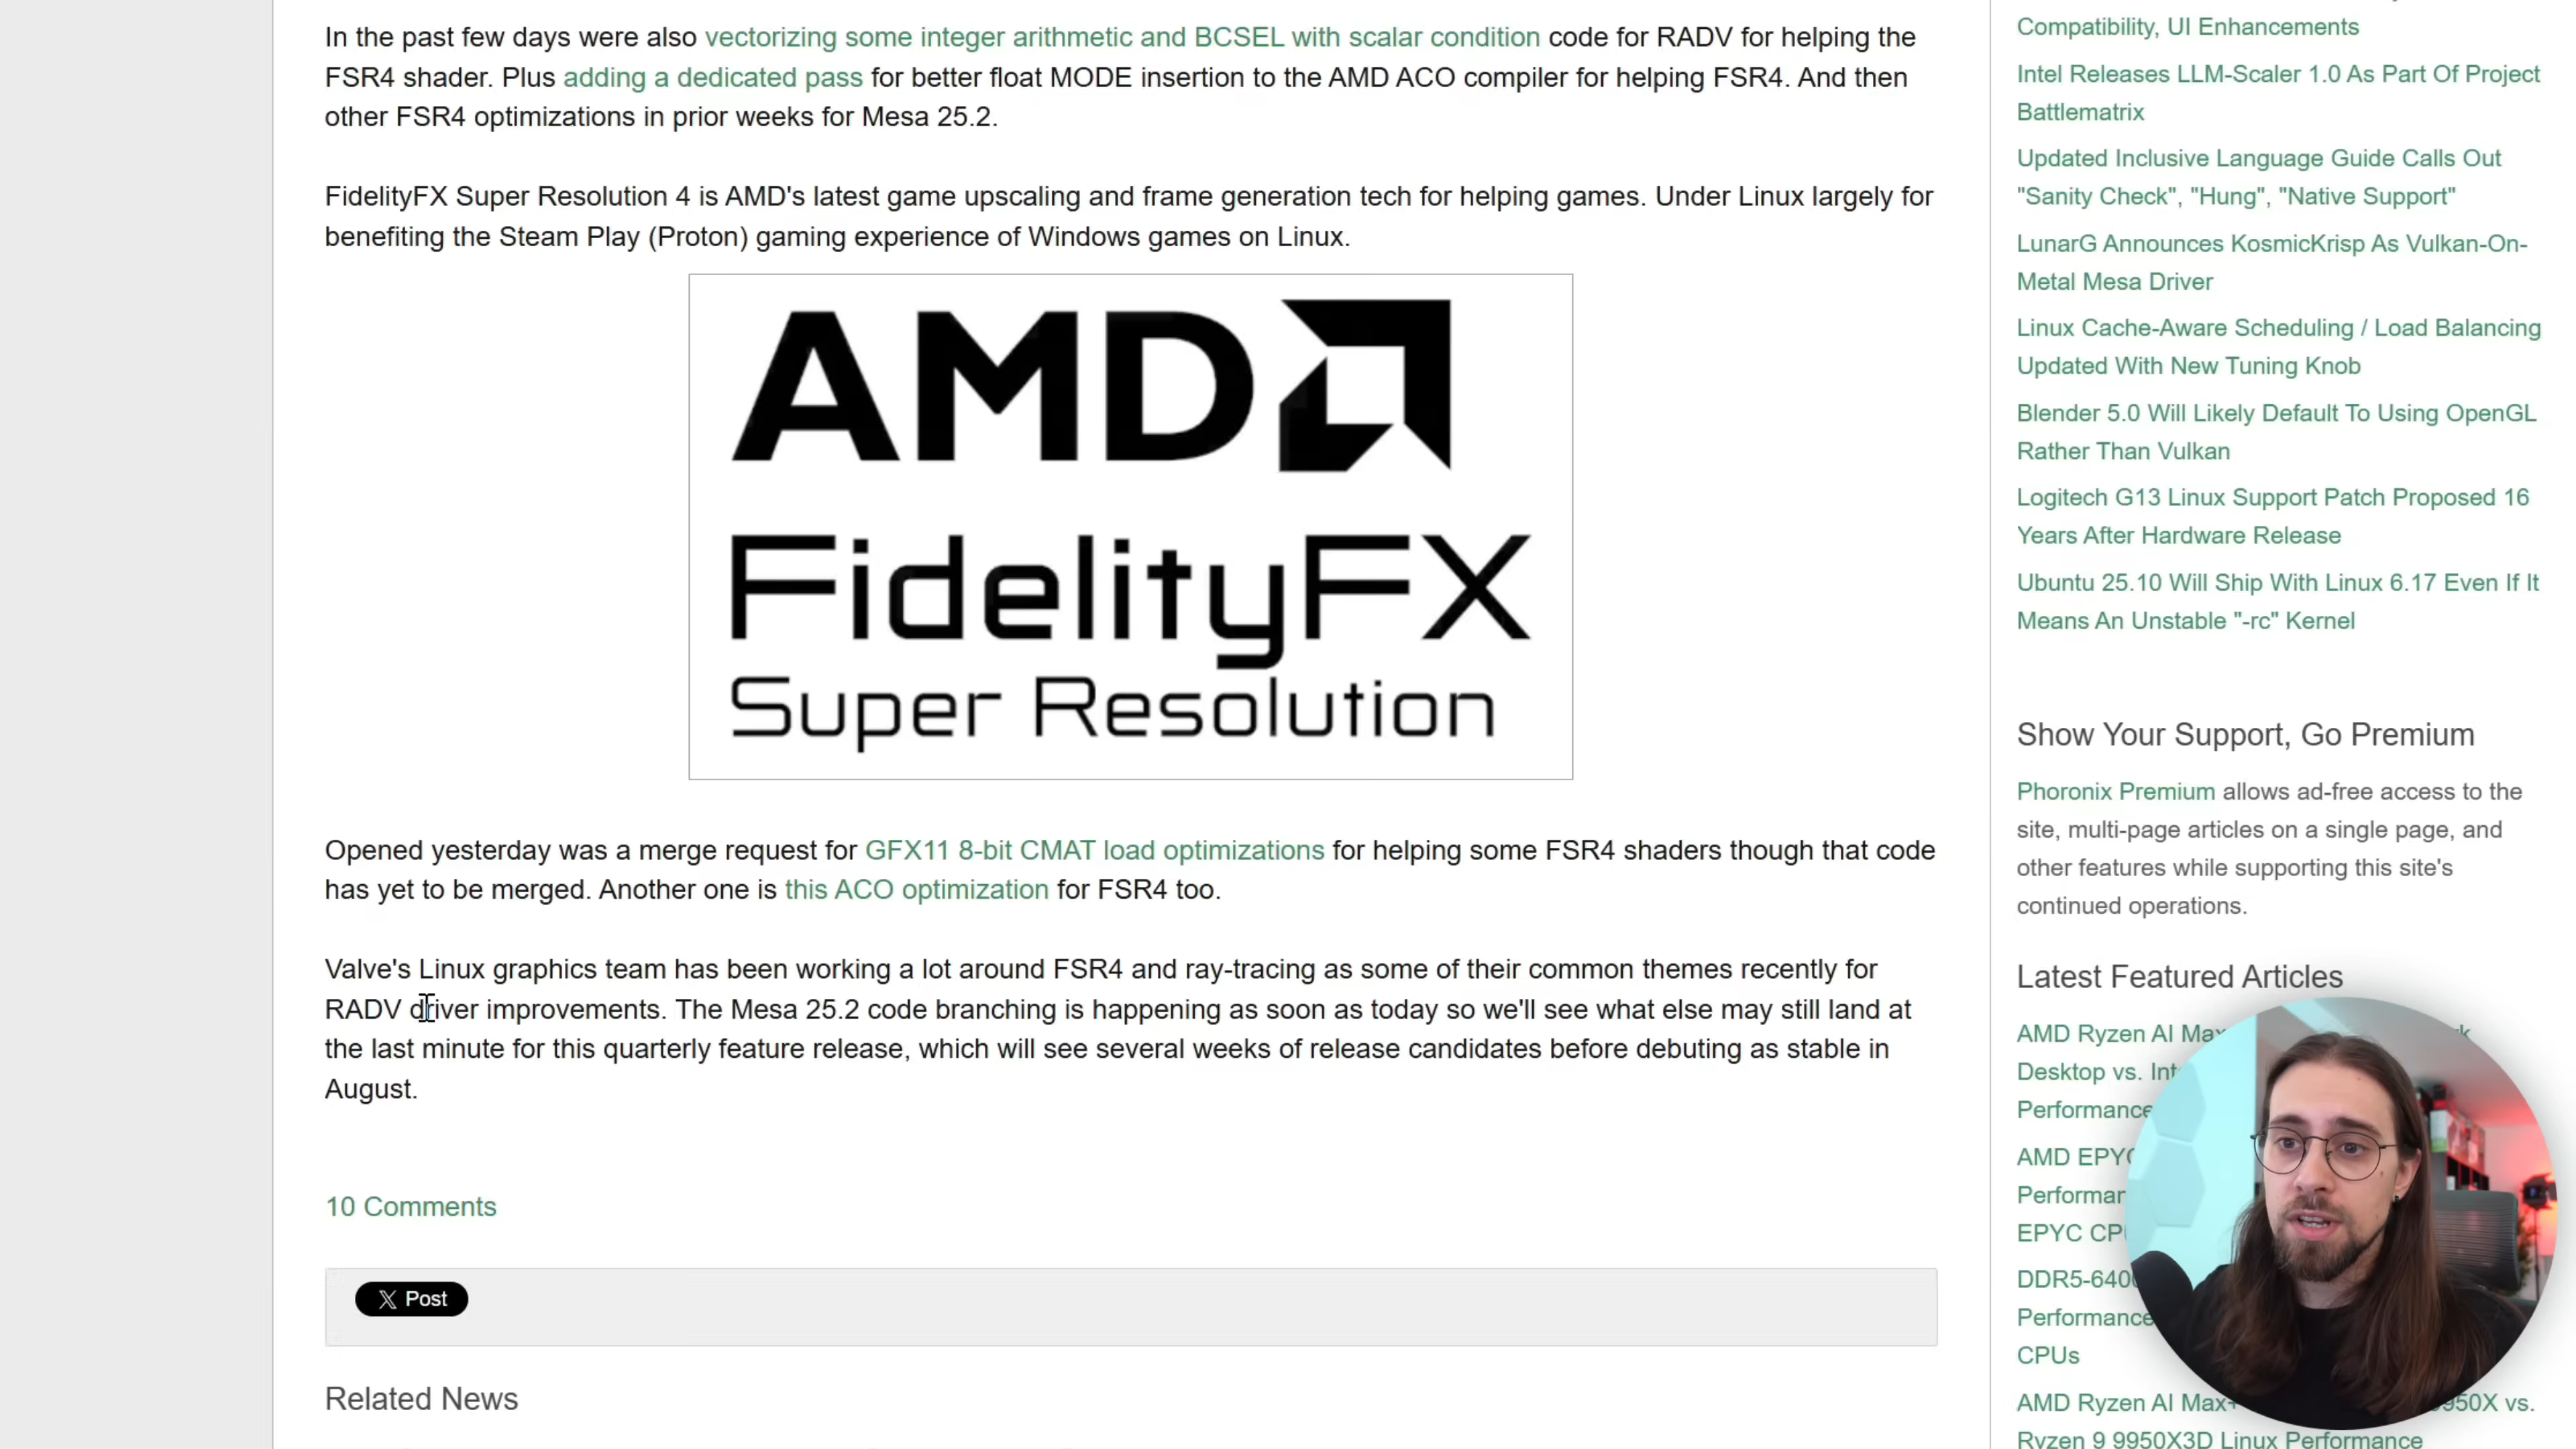 In the past few days were also vectorizing some integer arithmetic and BCSEL with scalar condition code for RADV for helping the
FSR4 shader. Plus adding a dedicated pass for better float MODE insertion to the AMD ACO compiler for helping FSR4. And then
other FSR4 optimizations in prior weeks for Mesa 25.2.
FidelityFX Super Resolution 4 is AMD's latest game upscaling and frame generation tech for helping games. Under Linux largely for
benefiting the Steam Play (Proton) gaming experience of Windows games on Linux.
AMD
FidelityFX
Super Resolution
Opened yesterday was a merge request for GFX11 8-bit CMAT load optimizations for helping some FSR4 shaders though that code
has yet to be merged. Another one is this ACO optimization for FSR4 too.
Valve's Linux graphics team has been working a lot around FSR4 and ray-tracing as some of their common themes recently for
RADV driver improvements. The Mesa 25.2 code branching is happening as soon as today so we'll see what else may still land at
the last minute for this quarterly feature release, which will see several weeks of release candidates before debuting as stable in
August.
10 Comments
X Post
Related News
Compatibility, UI Enhancements
Intel Releases LLM-Scaler 1.0 As Part Of Project
Battlematrix
Updated Inclusive Language Guide Calls Out
"Sanity Check", "Hung", "Native Support"
LunarG Announces KosmicKrisp As Vulkan-On-
Metal Mesa Driver
Linux Cache-Aware Scheduling / Load Balancing
Updated With New Tuning Knob
Blender 5.0 Will Likely Default To Using OpenGL
Rather Than Vulkan
Logitech G13 Linux Support Patch Proposed 16
Years After Hardware Release
Ubuntu 25.10 Will Ship With Linux 6.17 Even If It
Means An Unstable "-rc" Kernel
Show Your Support, Go Premium
Phoronix Premium allows ad-free access to the
site, multi-page articles on a single page, and
other features while supporting this site's
continued operations.
Latest Featured Articles
AMD Ryzen AI Max
Desktop vs.
Performance
AMD
EPYC
DDR5-640
Performance
CPUs
AMD Ryzen AI Max+ 9950X vs.
Ryzen 9 9950X3D Linux Performance